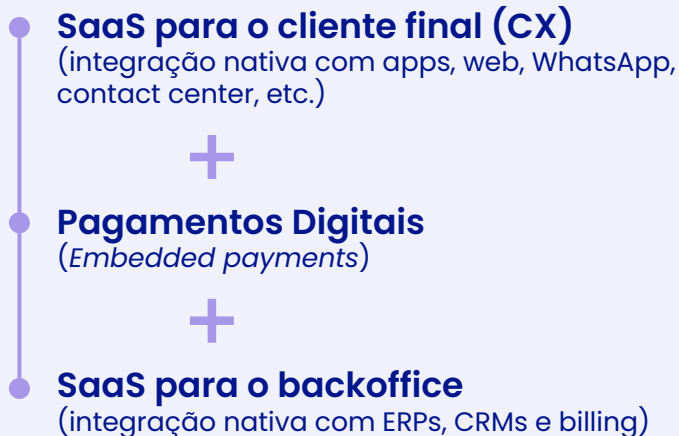 SaaS para o cliente final (CX)
(integração nativa com apps, web, WhatsApp,
contact center, etc.)
+
Pagamentos Digitais
(Embedded payments)
+
SaaS para o backoffice
(integração nativa com ERPs, CRMs e billing)